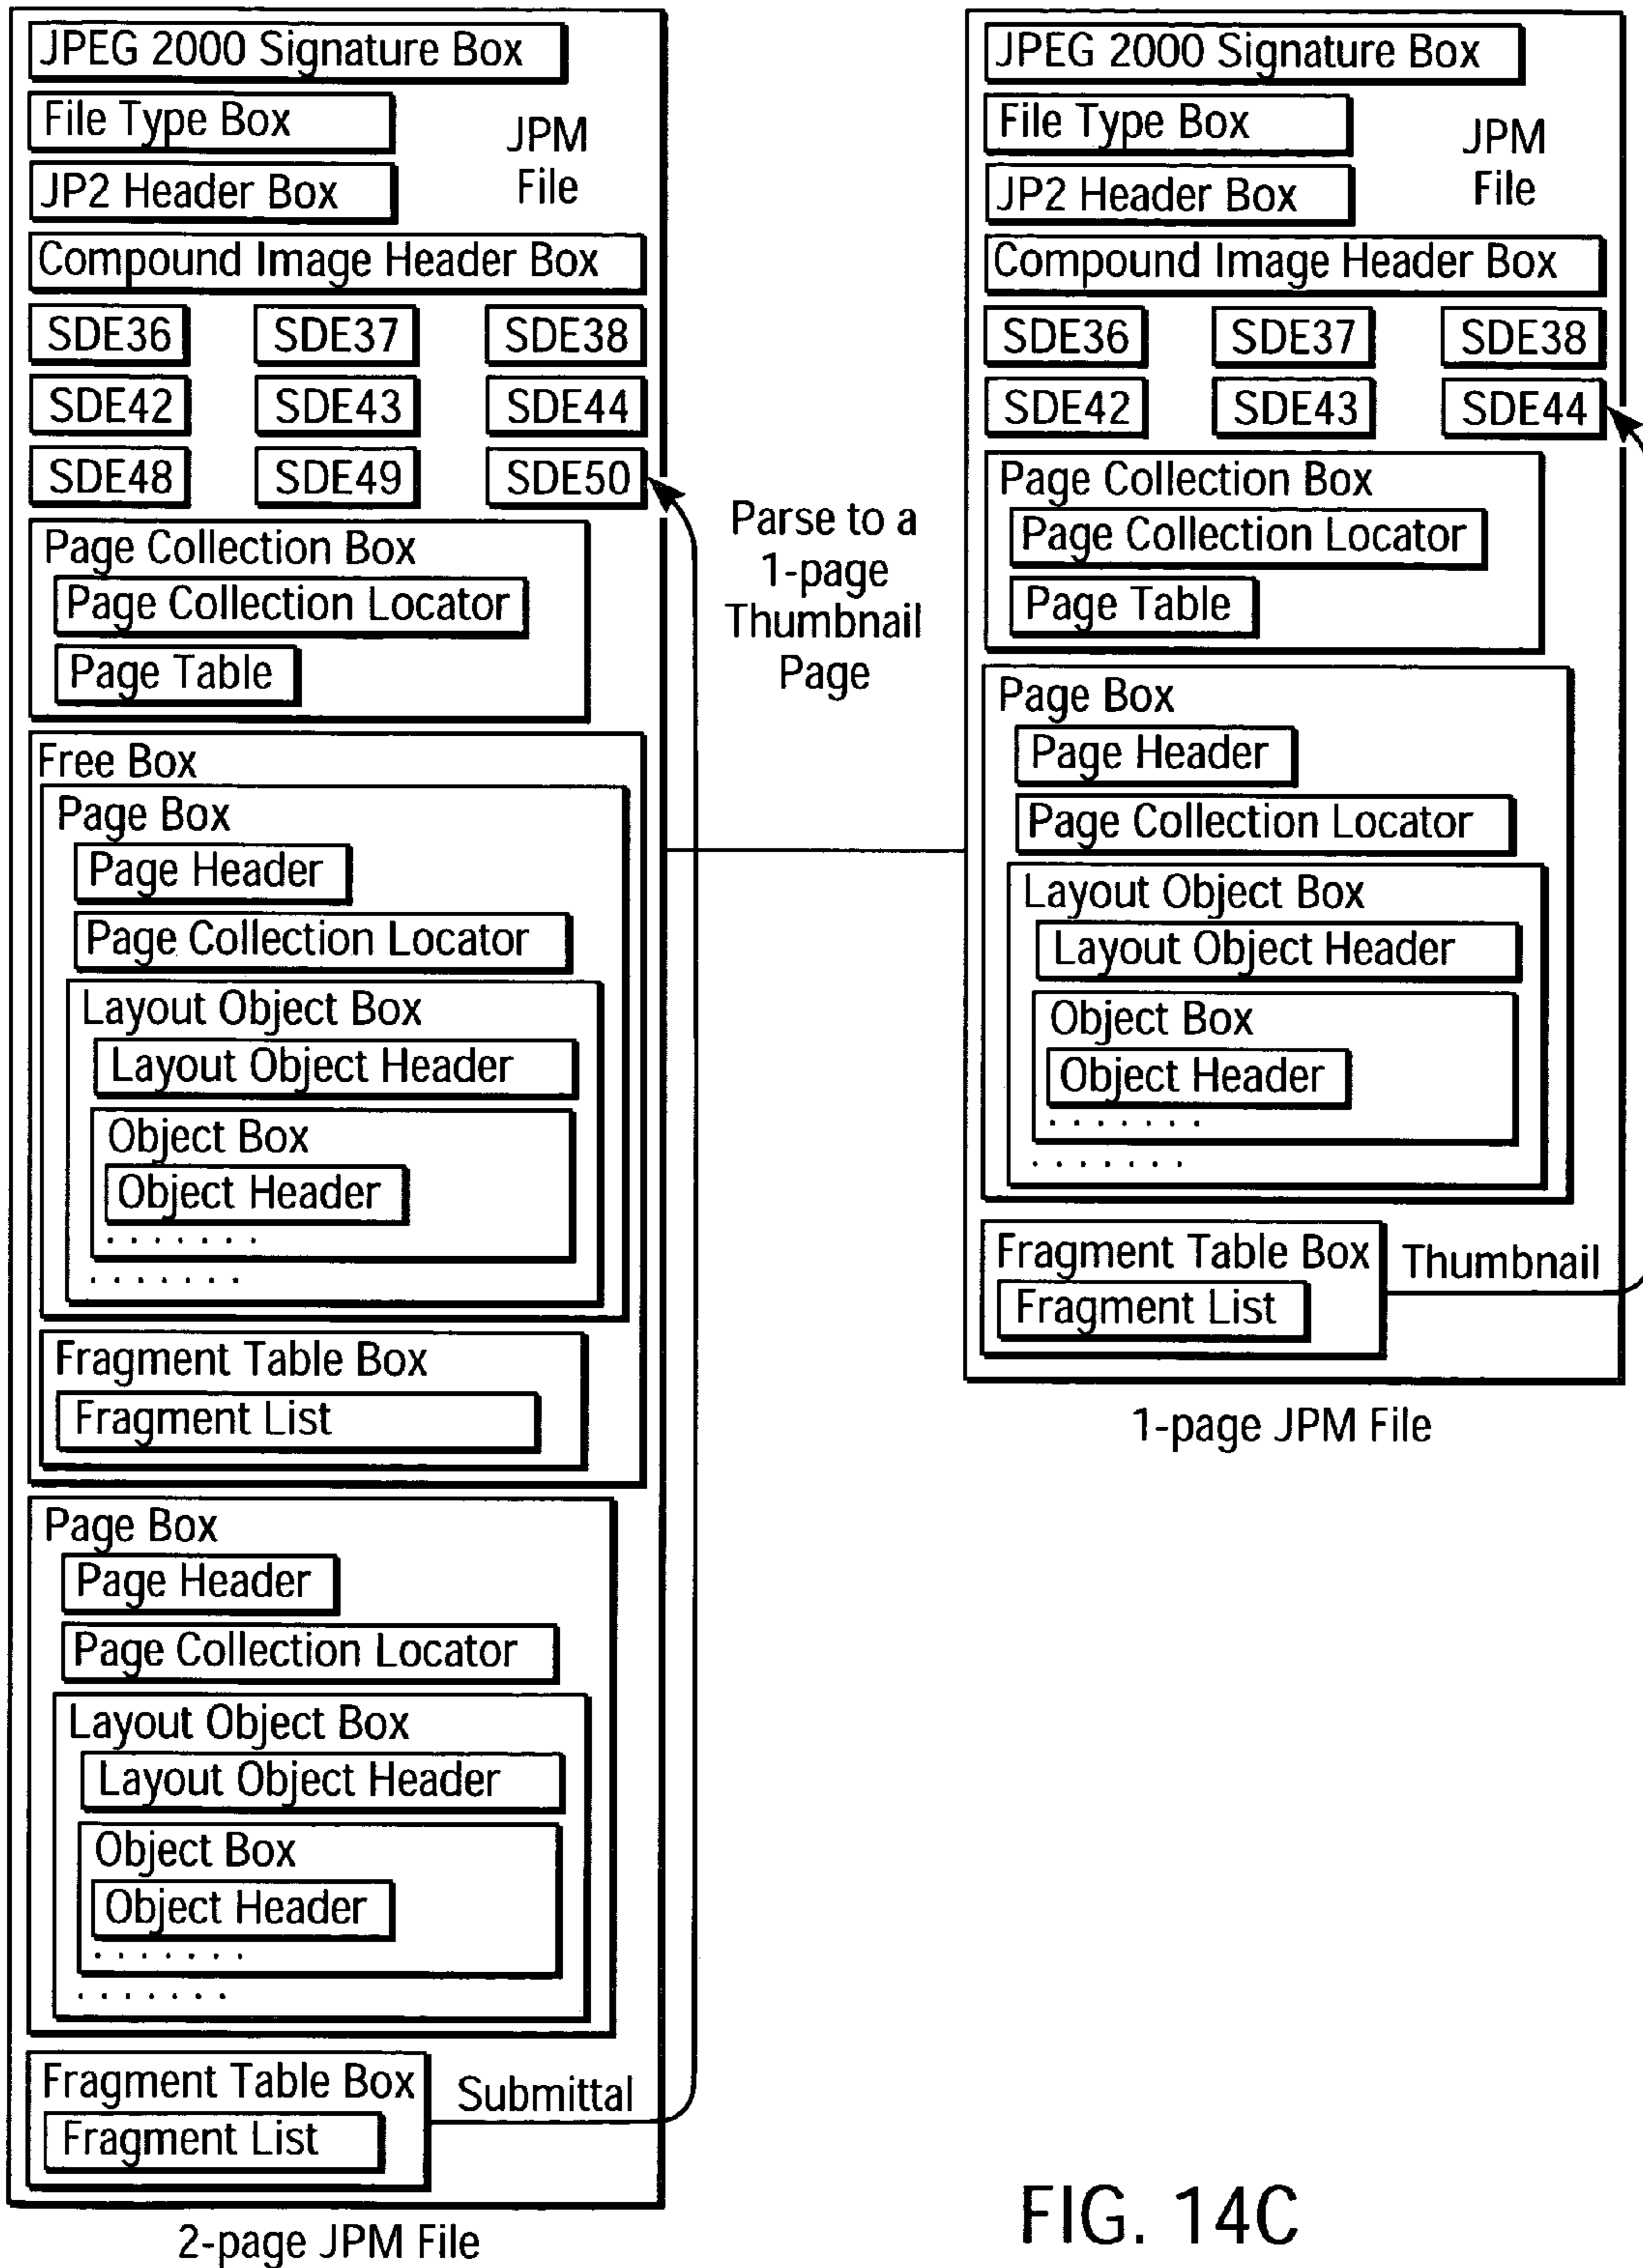 JPEG 2000 Signature Box
File Type Box
JPM
File
JP2 Header Box
Compound Image Header Box
SDE36 SDE37 SDE38
SDE42 SDE43 SDE44
SDE48 SDE49 SDE50
Page Collection Box
Page Collection Locator
Page Table
Free Box
Page Box
Page Header
Page Collection Locator
Layout Object Box
Layout Object Header
Object Box
Object Header
.......
.......
Fragment Table Box
Fragment List
Page Box
Page Header
Page Collection Locator
Layout Object Box
Layout Object Header
Object Box
Object Header
.......
.......
Fragment Table Box
Submittal
Fragment List
2-page JPM File
Parse to a
1-page
Thumbnail
Page
JPEG 2000 Signature Box
File Type Box
JPM
File
JP2 Header Box
Compound Image Header Box
SDE36 SDE37 SDE38
SDE42 SDE43 SDE44
Page Collection Box
Page Collection Locator
Page Table
Page Box
Page Header
Page Collection Locator
Layout Object Box
Layout Object Header
Object Box
Object Header
.......
.......
Fragment Table Box
Thumbnail
Fragment List
1-page JPM File
FIG. 14C